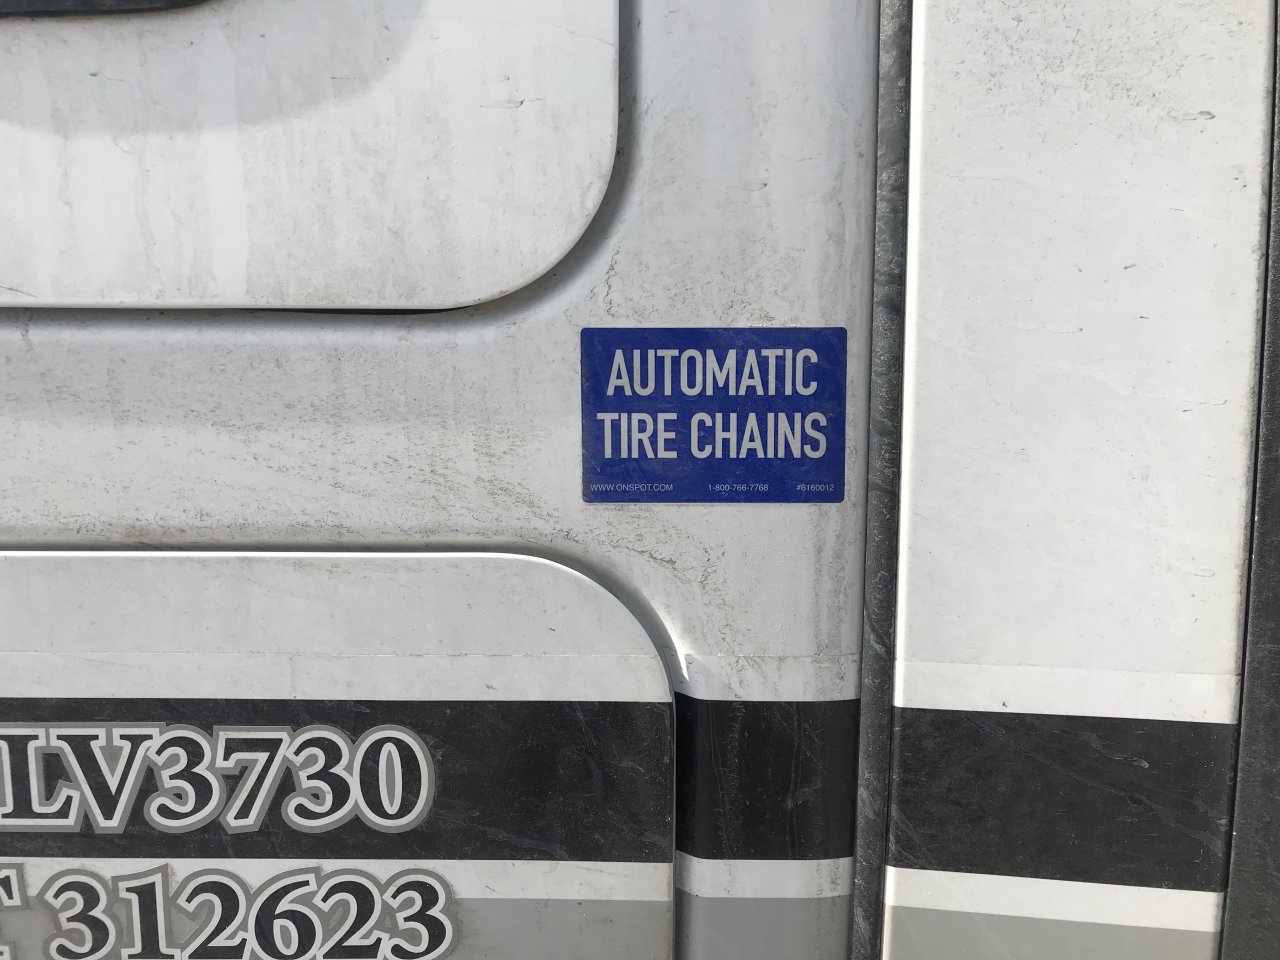 AUTOMATIC
TIRE CHAINS
WWW.ONSPOT.COM 1-800-766-7768 #6160012
LV3730
312623